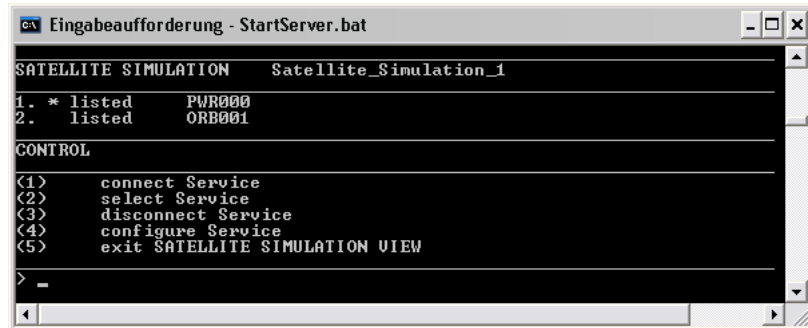 Eingabeaufforderung - StartServer.bat
SATELLITE SIMULATION Satellite_Simulation_1
1. * listed PWR000
2. listed ORB001
CONTROL
(1) connect Service
(2) select Service
(3) disconnect Service
(4) configure Service
(5) exit SATELLITE SIMULATION VIEW
> _